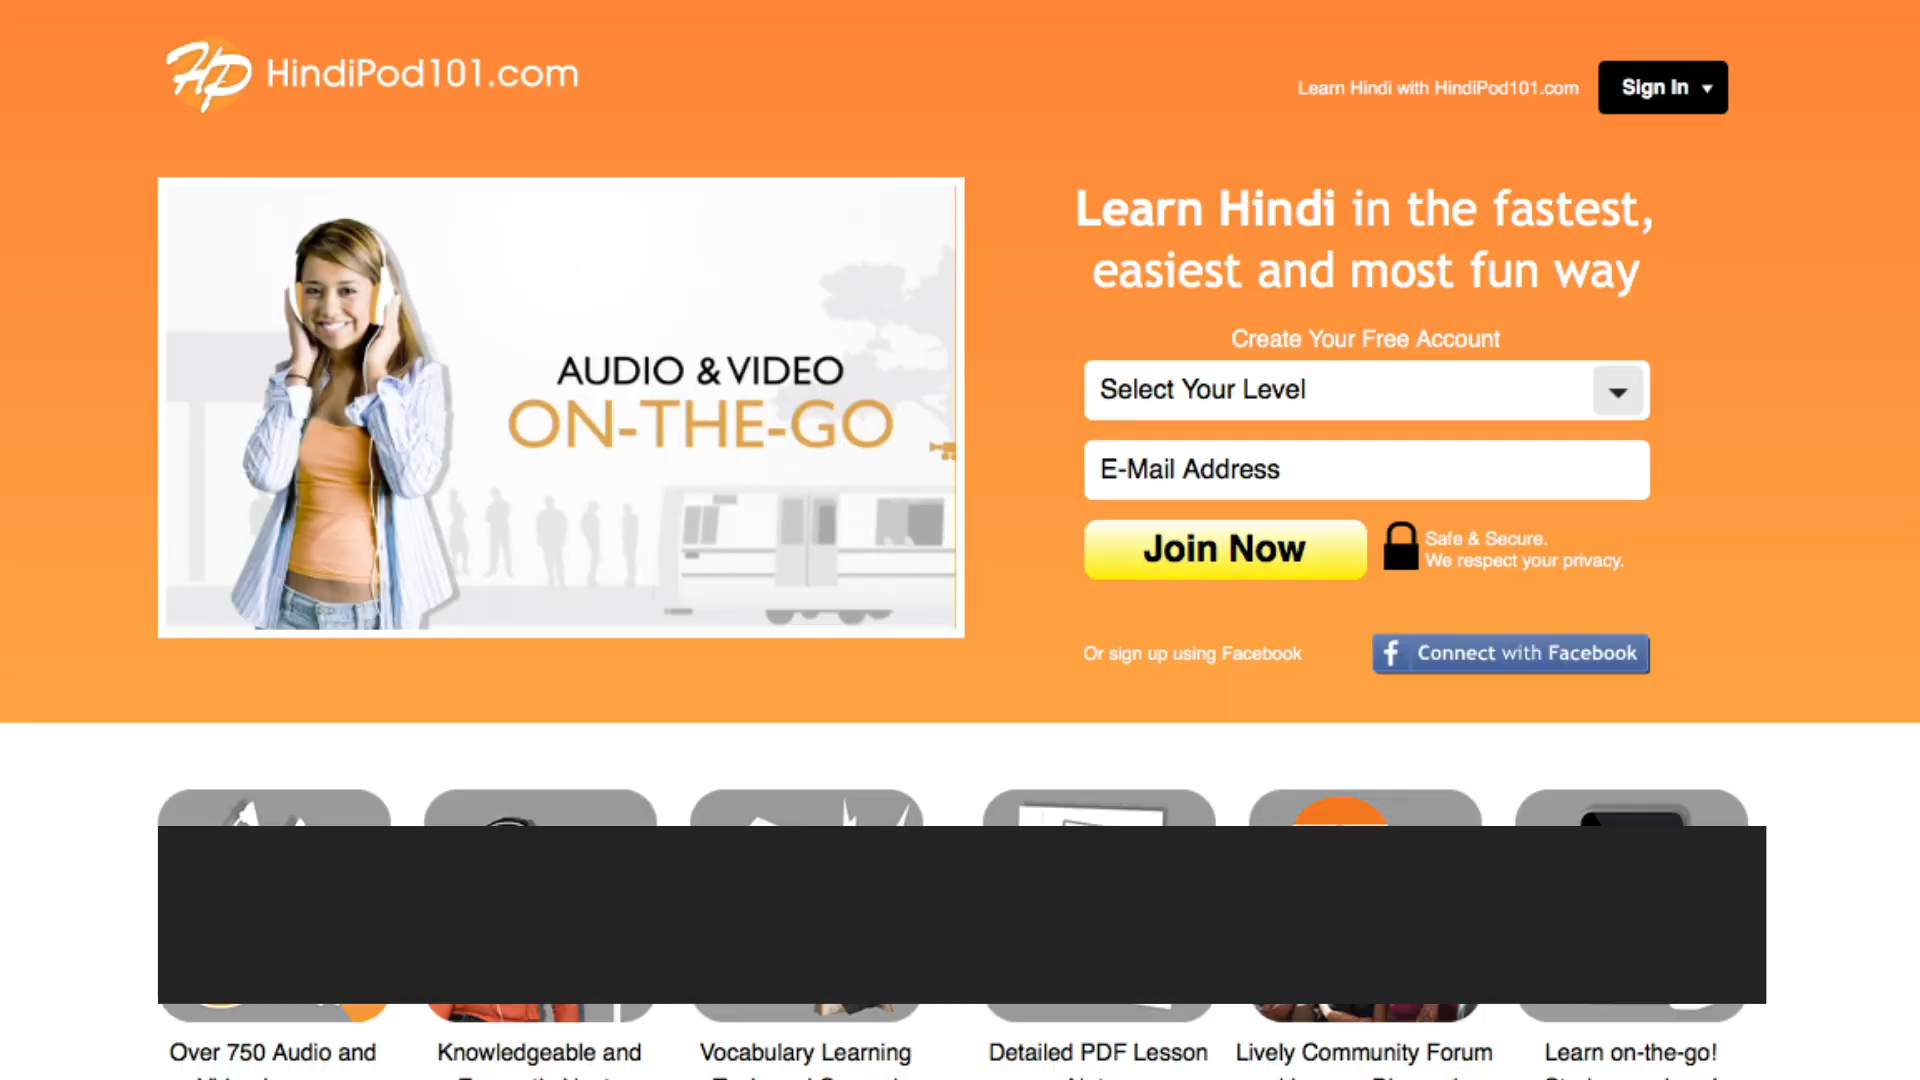 HP HindiPod101.com
Learn Hindi with HindiPod101.com
Sign In
AUDIO & VIDEO
ON-THE-GO
Learn Hindi in the fastest,
easiest and most fun way
Create Your Free Account
Select Your Level
E-Mail Address
Join Now
Safe & Secure.
We respect your privacy.
Or sign up using Facebook
f Connect with Facebook
Over 750 Audio and
Knowledgeable and
Vocabulary Learning
Detailed PDF Lesson
Lively Community Forum
Learn on-the-go!